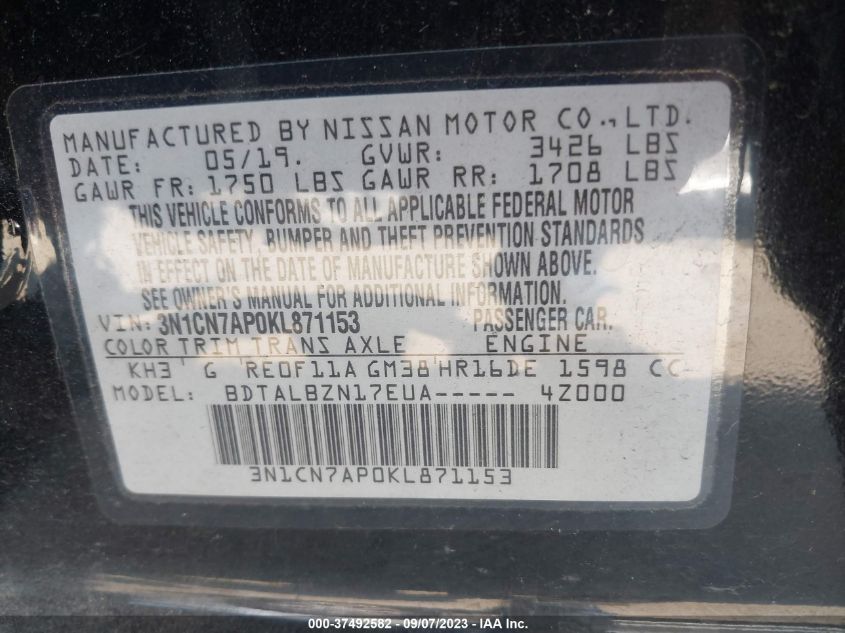 MANUFACTURED BY NISSAN MOTOR CO.,LTD.
DATE: 05/19. GVWR: 3426 LBS
GAWR FR: 1750 LBS GAWR RR: 1708 LBS
THIS VEHICLE CONFORMS TO ALL APPLICABLE FEDERAL MOTOR
VEHICLE SAFETY, BUMPER AND THEFT PREVENTION STANDARDS
IN EFFECT ON THE DATE OF MANUFACTURE SHOWN ABOVE.
SEE OWNER'S MANUAL FOR ADDITIONAL INFORMATION.
VIN: 3N1CN7AP0KL871153 PASSENGER CAR.
COLOR TRIM TRANS AXLE ENGINE
KH3 G RE0F11A GM38 HR16DE 1598 CC
MODEL: BDTALBZN17EUA----- 4Z000
3N1CN7AP0KL871153
000-37492582 - 09/07/2023 - IAA Inc.